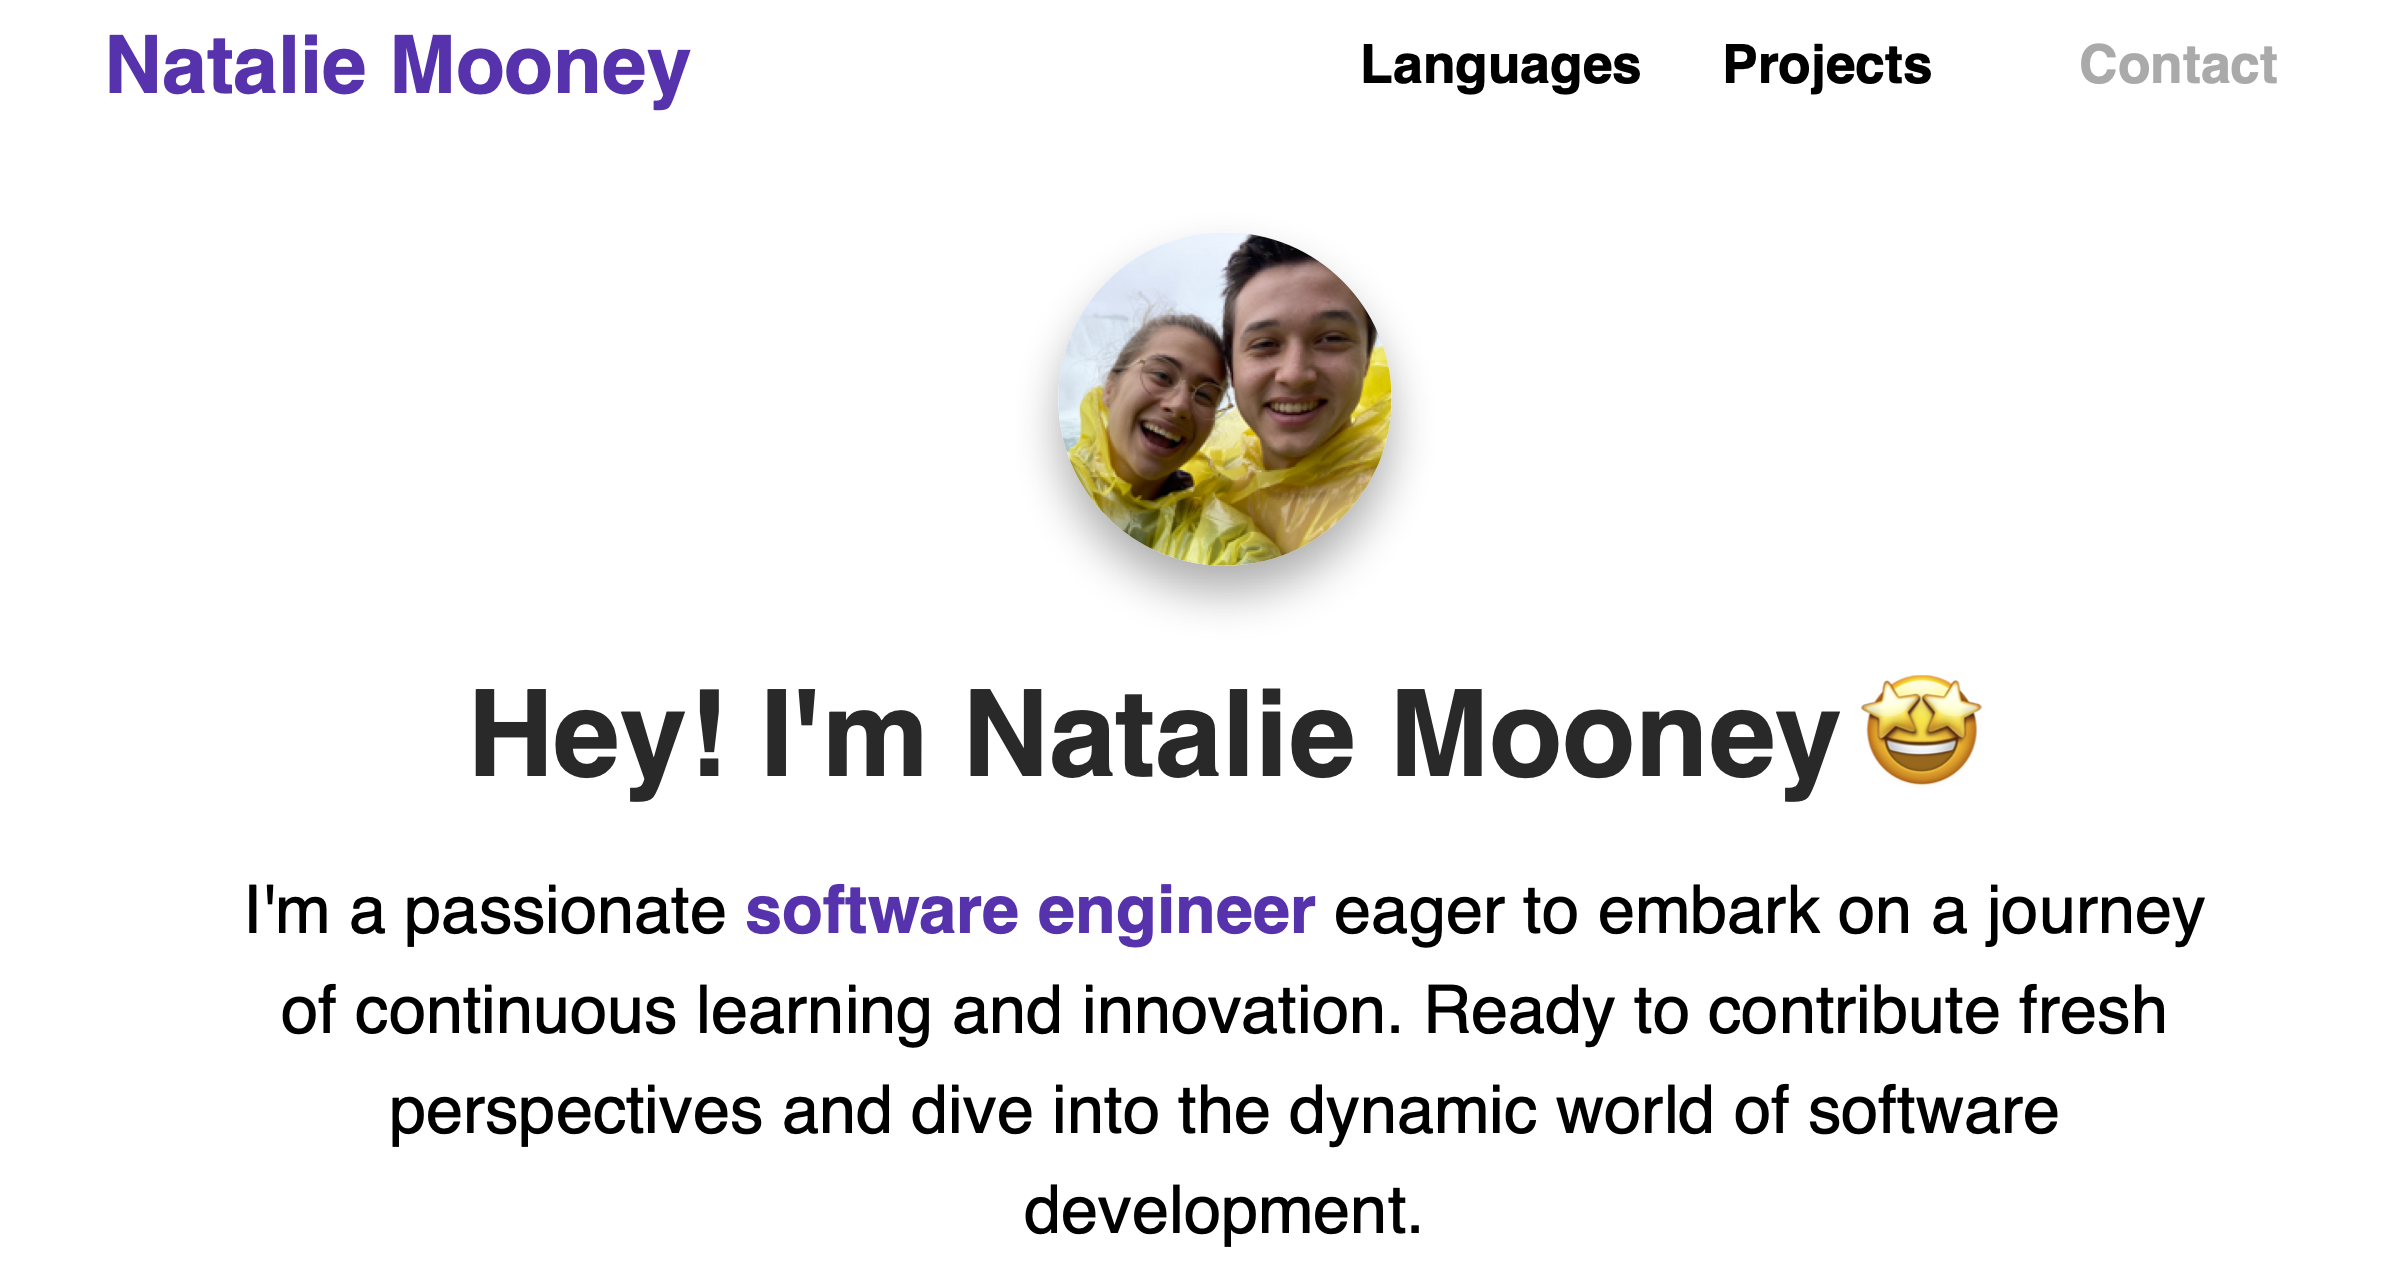 Natalie Mooney
Languages Projects Contact
Hey! I'm Natalie Mooney 🤩
I'm a passionate software engineer eager to embark on a journey
of continuous learning and innovation. Ready to contribute fresh
perspectives and dive into the dynamic world of software
development.